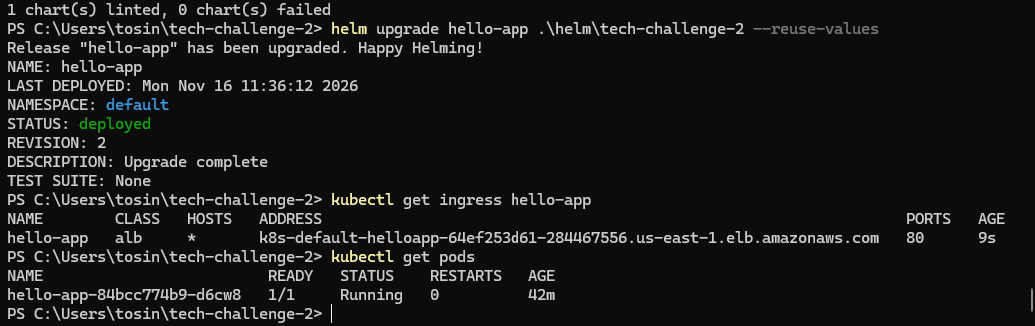 1 chart(s) linted, 0 chart(s) failed
PS C:\Users\tosin\tech-challenge-2> helm upgrade hello-app .\helm\tech-challenge-2 --reuse-values
Release "hello-app" has been upgraded. Happy Helming!
NAME: hello-app
LAST DEPLOYED: Mon Nov 16 11:36:12 2026
NAMESPACE: default
STATUS: deployed
REVISION: 2
DESCRIPTION: Upgrade complete
TEST SUITE: None
PS C:\Users\tosin\tech-challenge-2> kubectl get ingress hello-app
NAME        CLASS   HOSTS   ADDRESS                                                                  PORTS   AGE
hello-app   alb     *       k8s-default-helloapp-64ef253d61-284467556.us-east-1.elb.amazonaws.com   80      9s
PS C:\Users\tosin\tech-challenge-2> kubectl get pods
NAME                         READY   STATUS    RESTARTS   AGE
hello-app-84bcc774b9-d6cw8   1/1     Running   0          42m
PS C:\Users\tosin\tech-challenge-2>